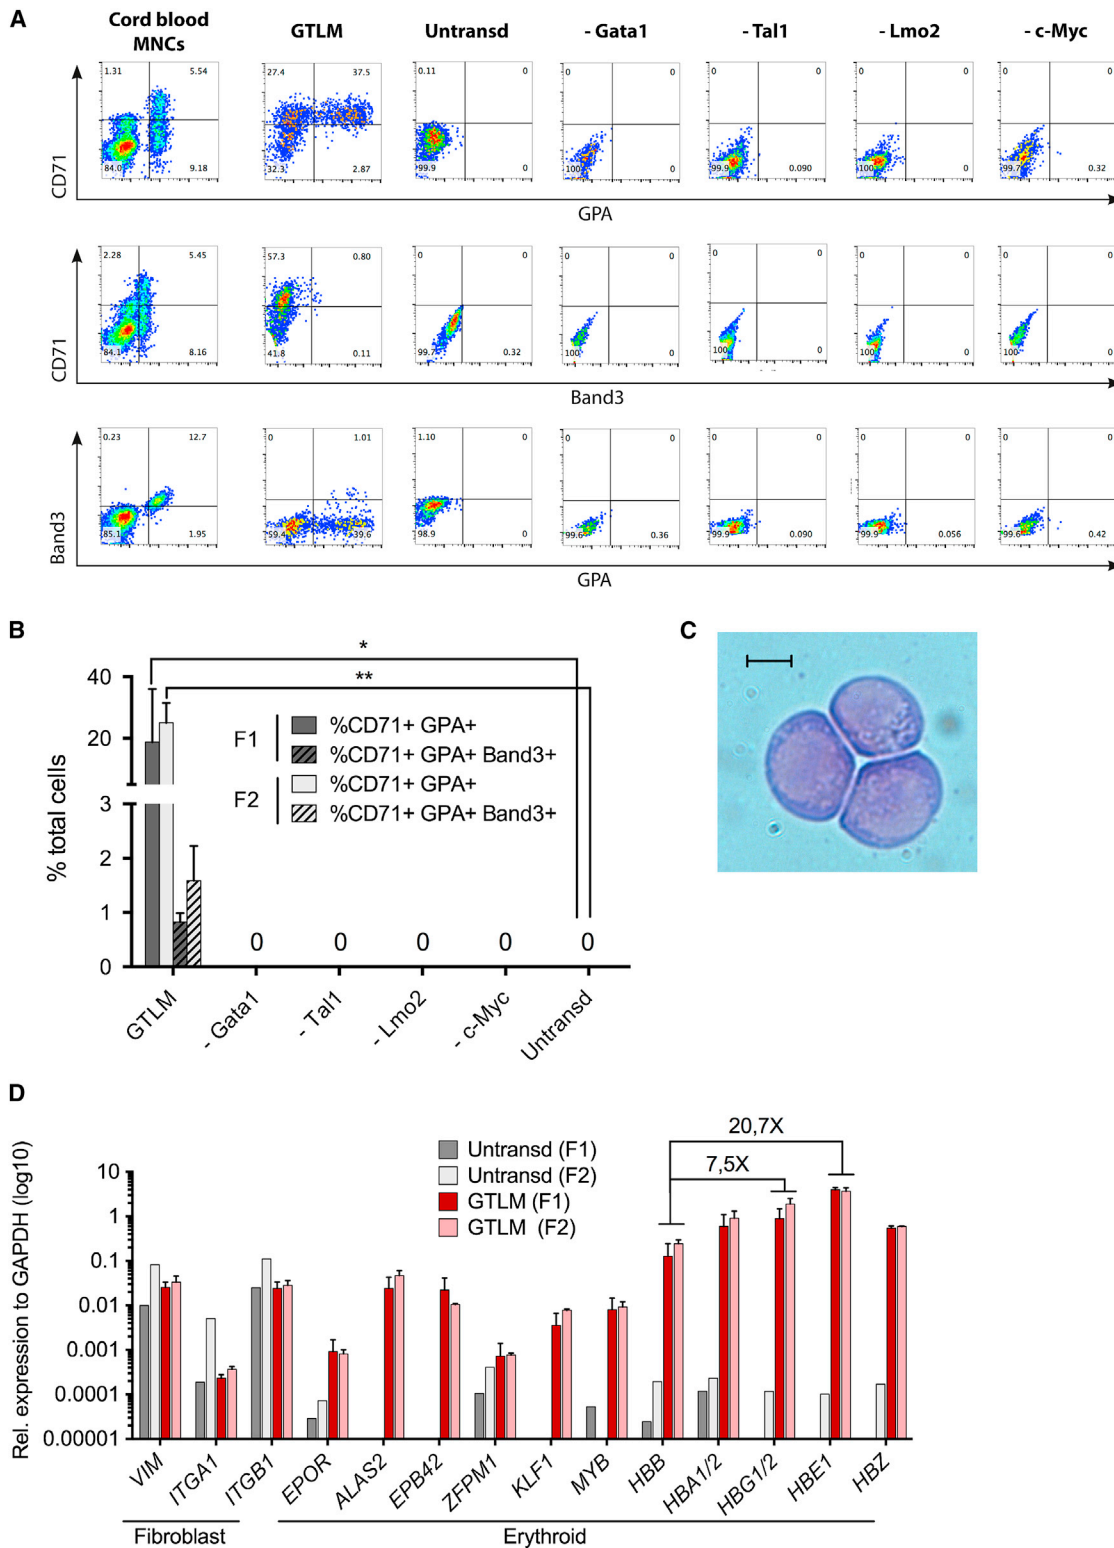 A
Cord blood MNCs GTLM Untransd - Gata1 - Tal1 - Lmo2 - c-Myc
CD71
1.31 5.54 27.4 37.5 0.11 0 0 0 0 0 0 0 0 0
84.0 9.18 32.3 2.87 99.9 0 100 0 99.9 0.090 100 0 99.7 0.32
GPA
CD71
2.28 5.45 57.3 0.80 0 0 0 0 0 0 0 0 0 0
84.1 8.16 41.8 0.11 99.7 0.32 100 0 100 0 100 0 100 0
Band3
Band3
0.23 12.7 0 1.01 1.10 0 0 0 0 0 0 0 0 0
85.1 1.95 59.4 39.6 98.9 0 99.6 0.36 99.9 0.090 99.9 0.056 99.6 0.42
GPA
B
*
**
% total cells
40
20
3
2
1
0
F1
%CD71+ GPA+
%CD71+ GPA+ Band3+
F2
%CD71+ GPA+
%CD71+ GPA+ Band3+
0 0 0 0 0
GTLM - Gata1 - Tal1 - Lmo2 - c-Myc Untransd
C
D
Rel. expression to GAPDH (log10)
10
1
0.1
0.01
0.001
0.0001
0.00001
Untransd (F1)
Untransd (F2)
GTLM (F1)
GTLM (F2)
20,7X
7,5X
VIM ITGA1 ITGB1 EPOR ALAS2 EPB42 ZFPM1 KLF1 MYB HBB HBA1/2 HBG1/2 HBE1 HBZ
Fibroblast Erythroid